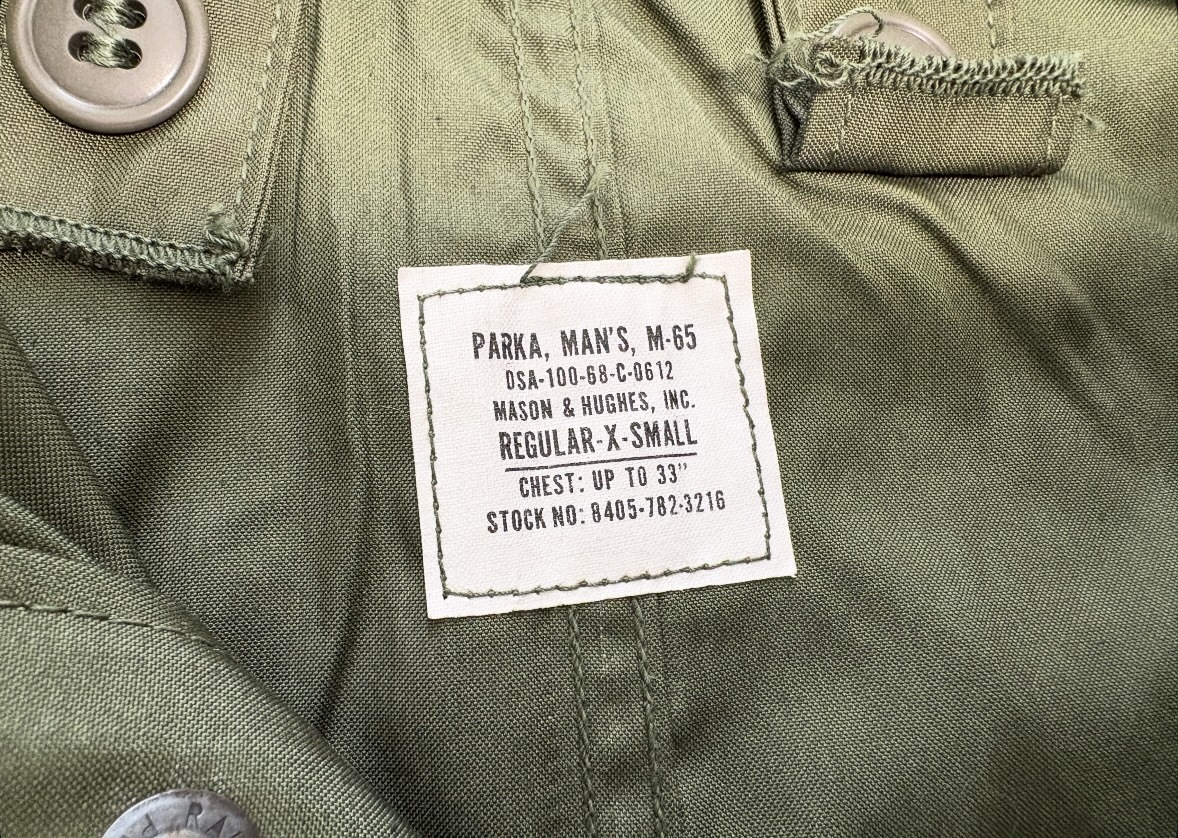 PARKA, MAN'S, M-65
DSA-100-68-C-0612
MASON & HUGHES, INC.
REGULAR-X-SMALL
CHEST: UP TO 33"
STOCK NO: 8405-782-3216